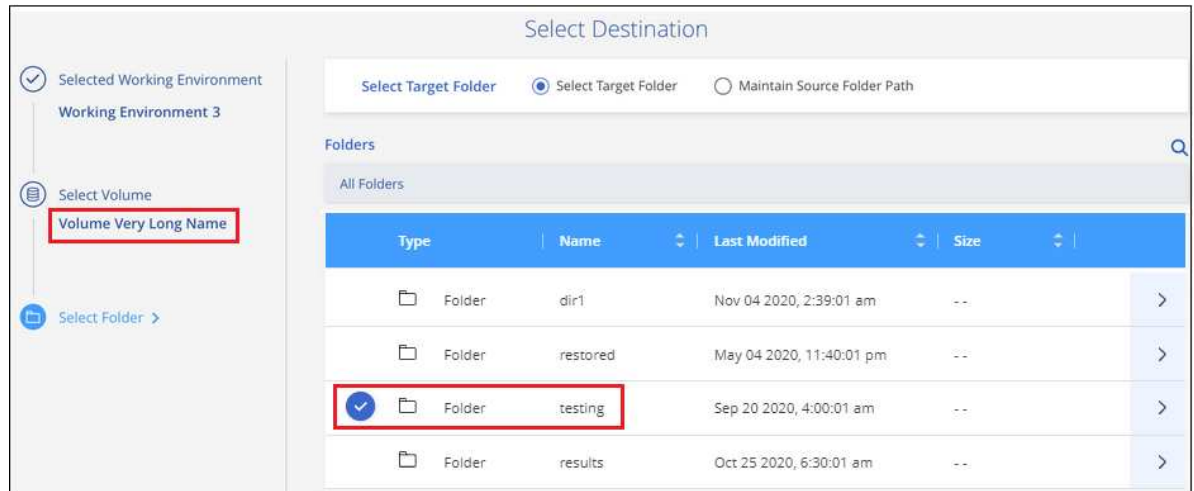 Select Destination
Selected Working Environment
Working Environment 3
Select Volume
Volume Very Long Name
Select Folder >
Select Target Folder Select Target Folder Maintain Source Folder Path
Folders
All Folders
Type Name Last Modified Size
Folder dir1 Nov 04 2020, 2:39:01 am - -
Folder restored May 04 2020, 11:40:01 pm - -
Folder testing Sep 20 2020, 4:00:01 am - -
Folder results Oct 25 2020, 6:30:01 am - -